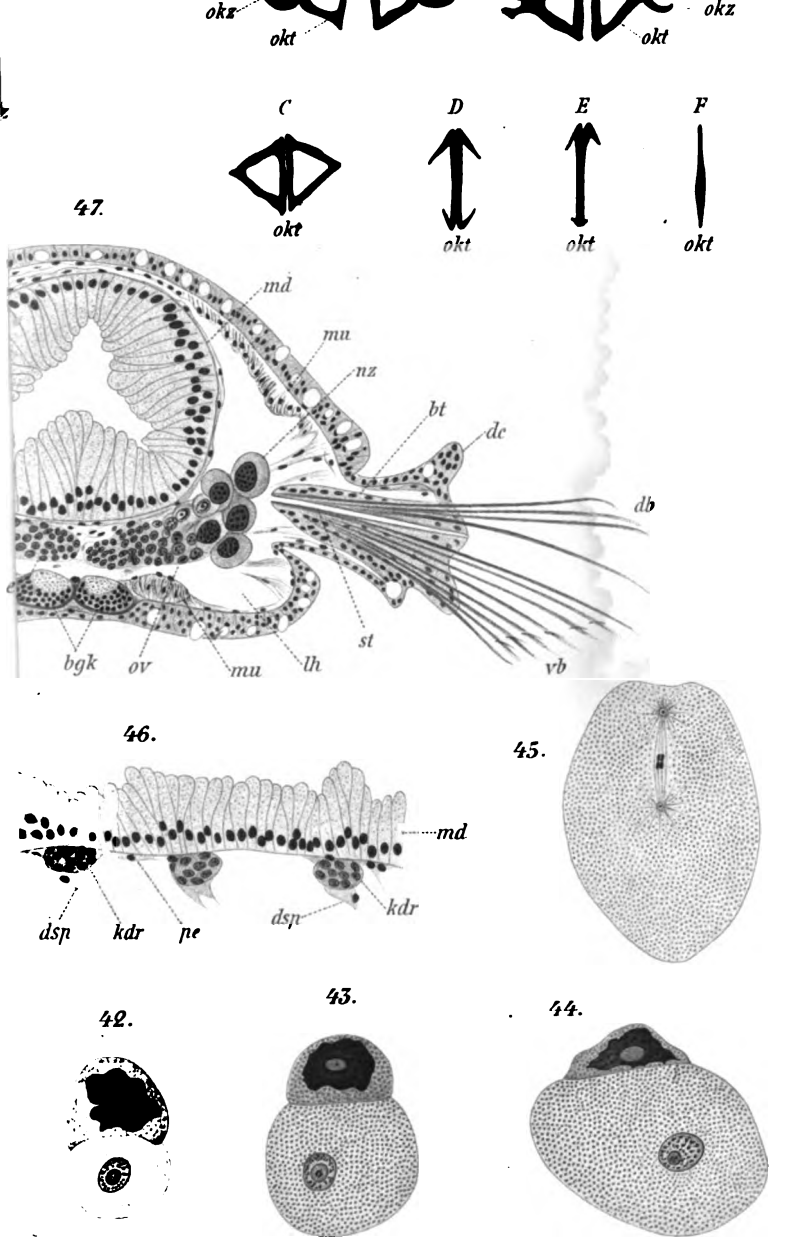 okz okz
okt okt
C D E F
47.
okt okt okt okt
md
mu
nz
bt
dc
db
st
bgk ov mu lh vb
46. 45.
md
dsp kdr pe dsp kdr
42. 43. 44.